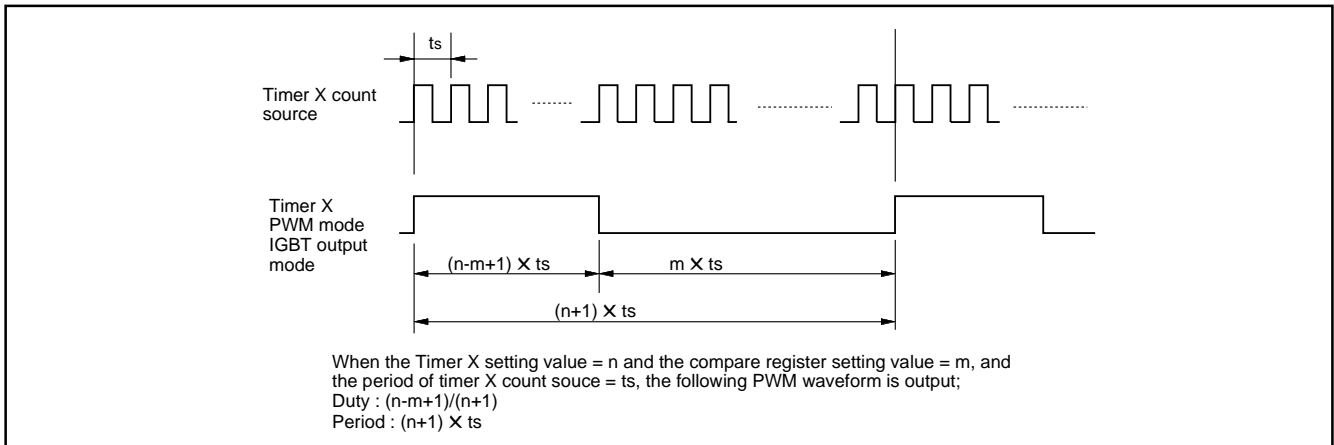 ts
Timer X count
source
Timer X
PWM mode
IGBT output
mode
(n-m+1) ✕ ts
m ✕ ts
(n+1) ✕ ts
When the Timer X setting value = n and the compare register setting value = m, and
the period of timer X count souce = ts, the following PWM waveform is output;
Duty : (n-m+1)/(n+1)
Period : (n+1) ✕ ts